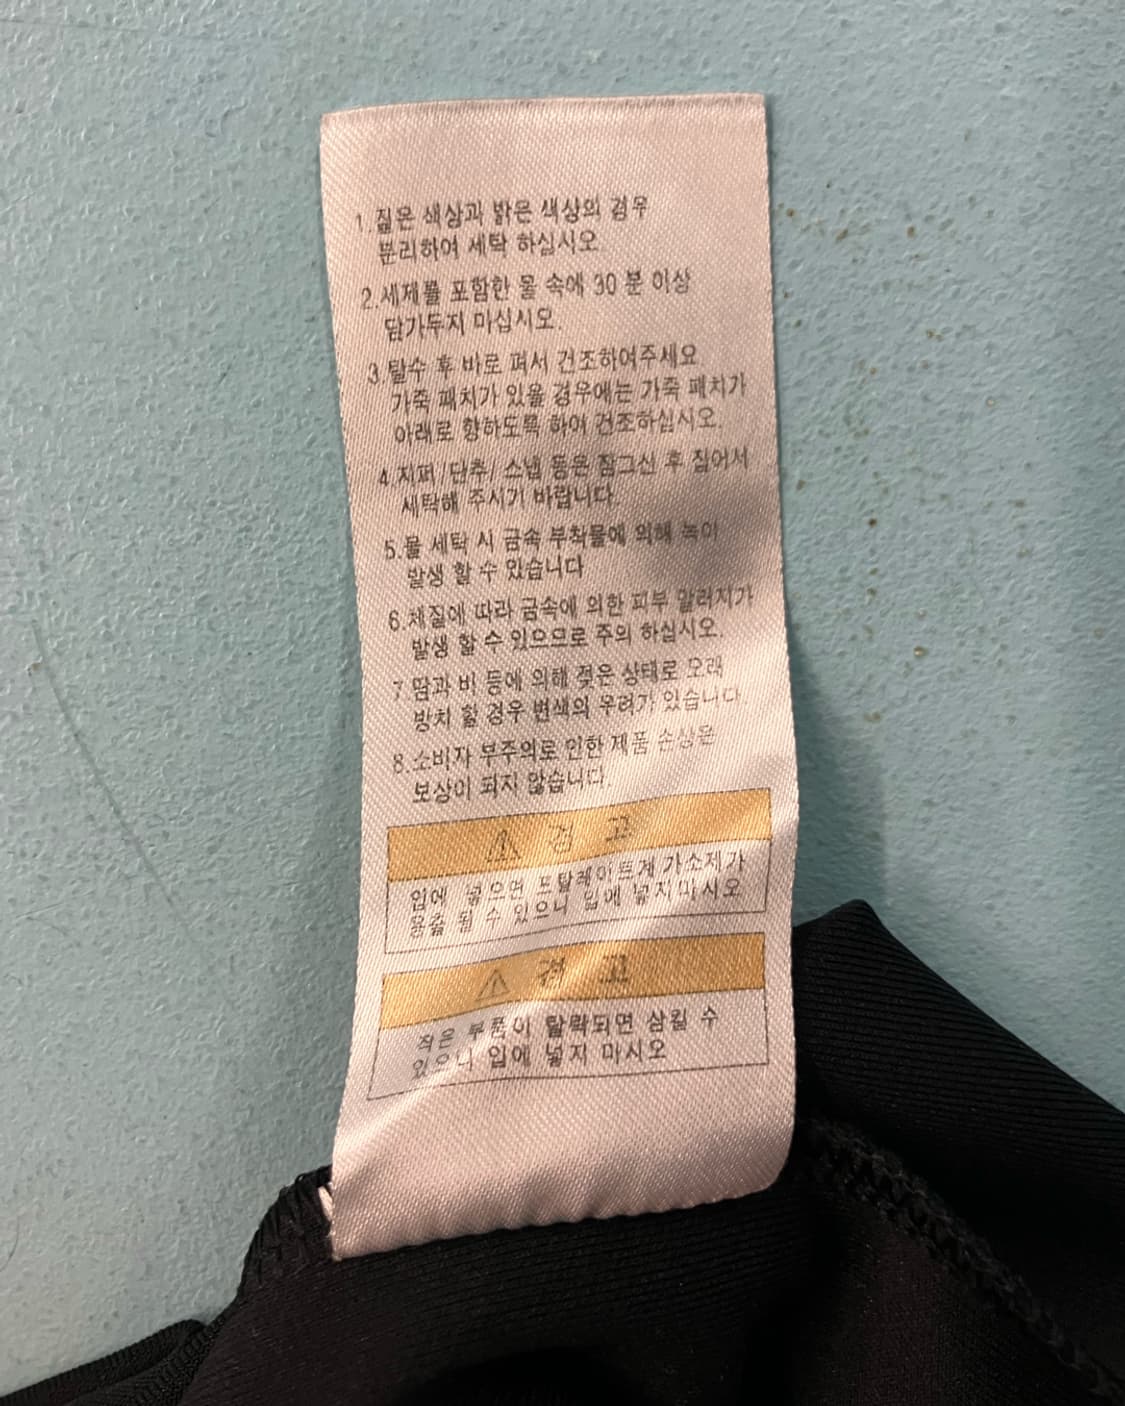 1. 짙은 색상과 밝은 색상의 경우
분리하여 세탁 하십시오.
2. 세제를 포함한 물 속에 30 분 이상
담가두지 마십시오.
3. 탈수 후 바로 펴서 건조하여주세요
가죽 패치가 있을 경우에는 가죽 패치가
아래로 향하도록 하여 건조하십시오.
4. 지퍼/단추/ 스냅 등은 잠그신 후 집어서
세탁해 주시기 바랍니다.
5. 물 세탁 시 금속 부착물에 의해 녹이
발생 할 수 있습니다
6. 체질에 따라 금속에 의한 피부 알러지가
발생 할 수 있으므로 주의 하십시오.
7 땀과 비 등에 의해 젖은 상태로 오래
방치 할 경우 변색의 우려가 있습니다.
8. 소비자 부주의로 인한 제품 손상은
보상이 되지 않습니다.
⚠ 경 고
입에 넣으면 프탈레이트계 가소제가
용출 될 수 있으니 입에 넣지 마시오
⚠ 경 고
작은 부품이 탈락되면 삼킬 수
있으니 입에 넣지 마시오